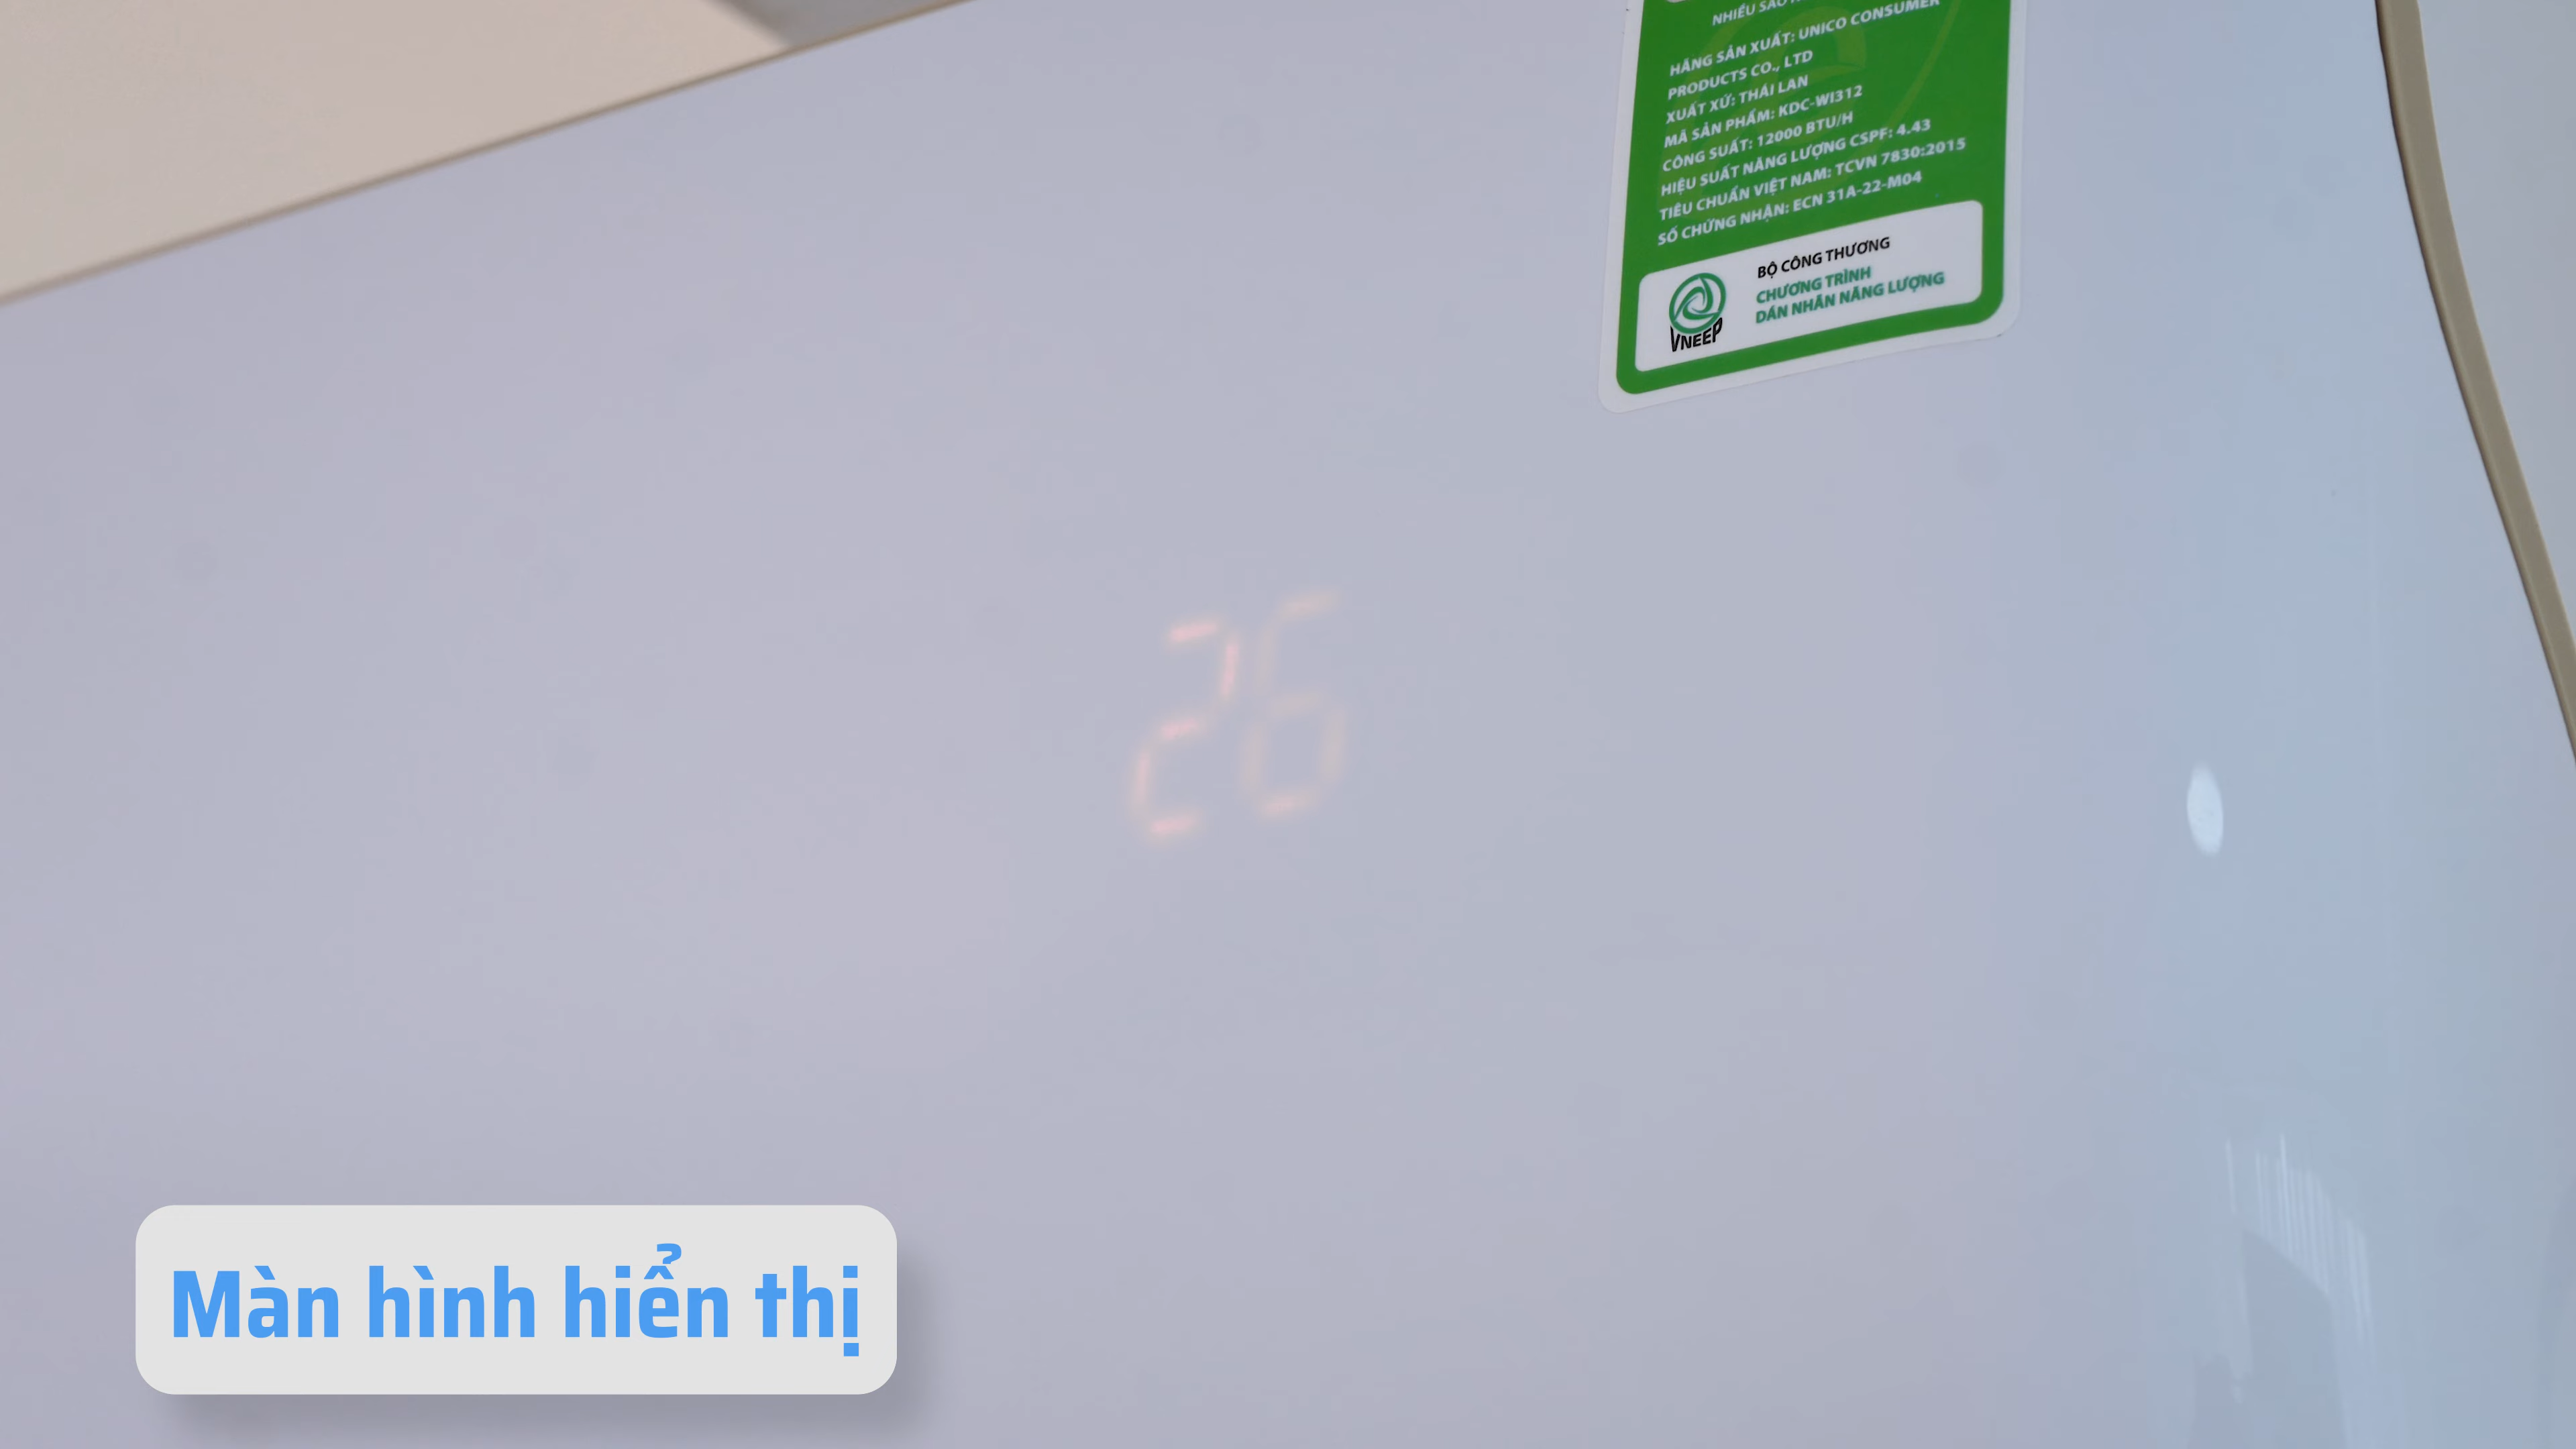 NHIỀU SAO
HÃNG SẢN XUẤT: UNICO CONSUMER
PRODUCTS CO., LTD
XUẤT XỨ: THÁI LAN
MÃ SẢN PHẨM: KDC-WI312
CÔNG SUẤT: 12000 BTU/H
HIỆU SUẤT NĂNG LƯỢNG CSPF: 4.43
TIÊU CHUẨN VIỆT NAM: TCVN 7830:2015
SỐ CHỨNG NHẬN: ECN 31A-22-M04
BỘ CÔNG THƯƠNG
CHƯƠNG TRÌNH
DÁN NHÃN NĂNG LƯỢNG
VNEEP
26
Màn hình hiển thị